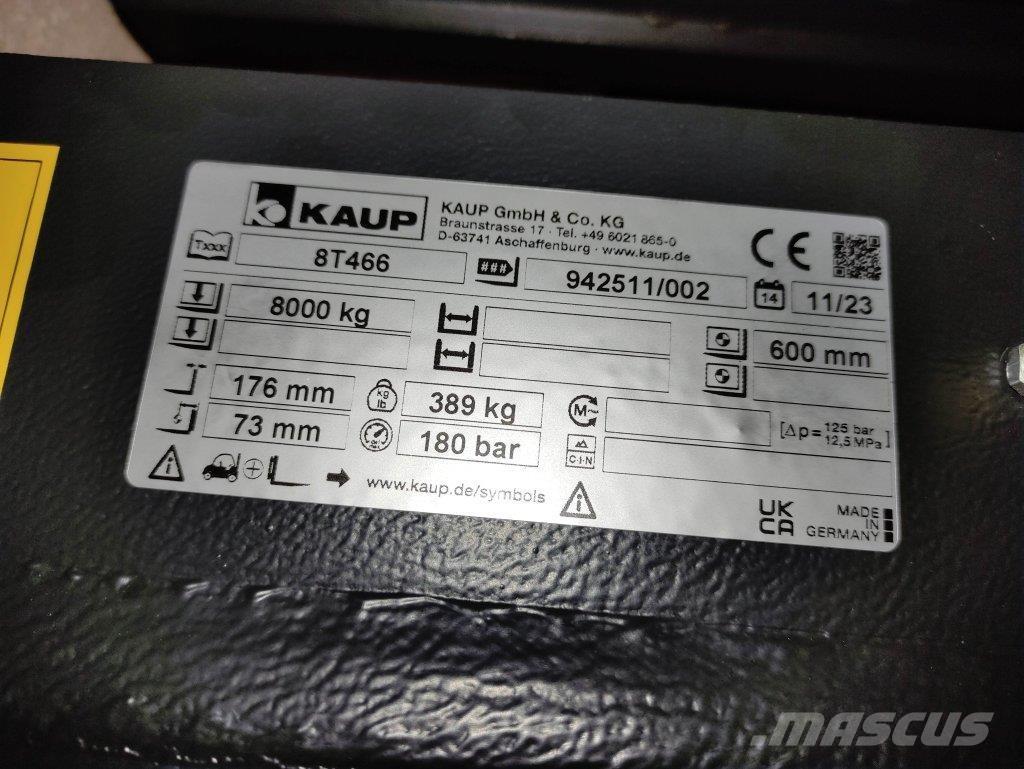 KAUP
KAUP GmbH & Co. KG
Braunstrasse 17 · Tel. +49 6021 865-0
D-63741 Aschaffenburg · www.kaup.de
CE
Txxx
8T466
###
942511/002
14
11/23
8000 kg
600 mm
176 mm
kg
lb
389 kg
M~
[Δp= 125 bar
12,5 MPa]
73 mm
180 bar
C-I-N
www.kaup.de/symbols
UK
CA
MADE
IN
GERMANY
.MASCUS